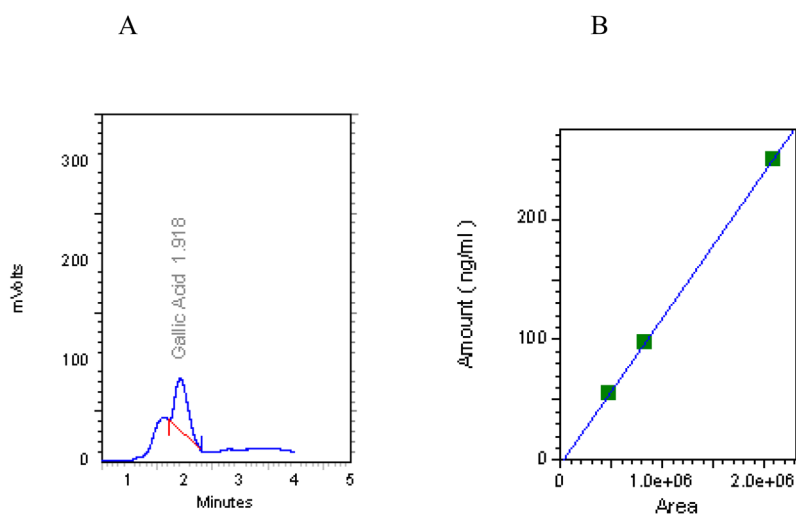 A
B
300
200
100
0
mVolts
Gallic Acid 1.918
1 2 3 4 5
Minutes
200
100
0
Amount ( ng/ml )
0 1.0e+06 2.0e+06
Area